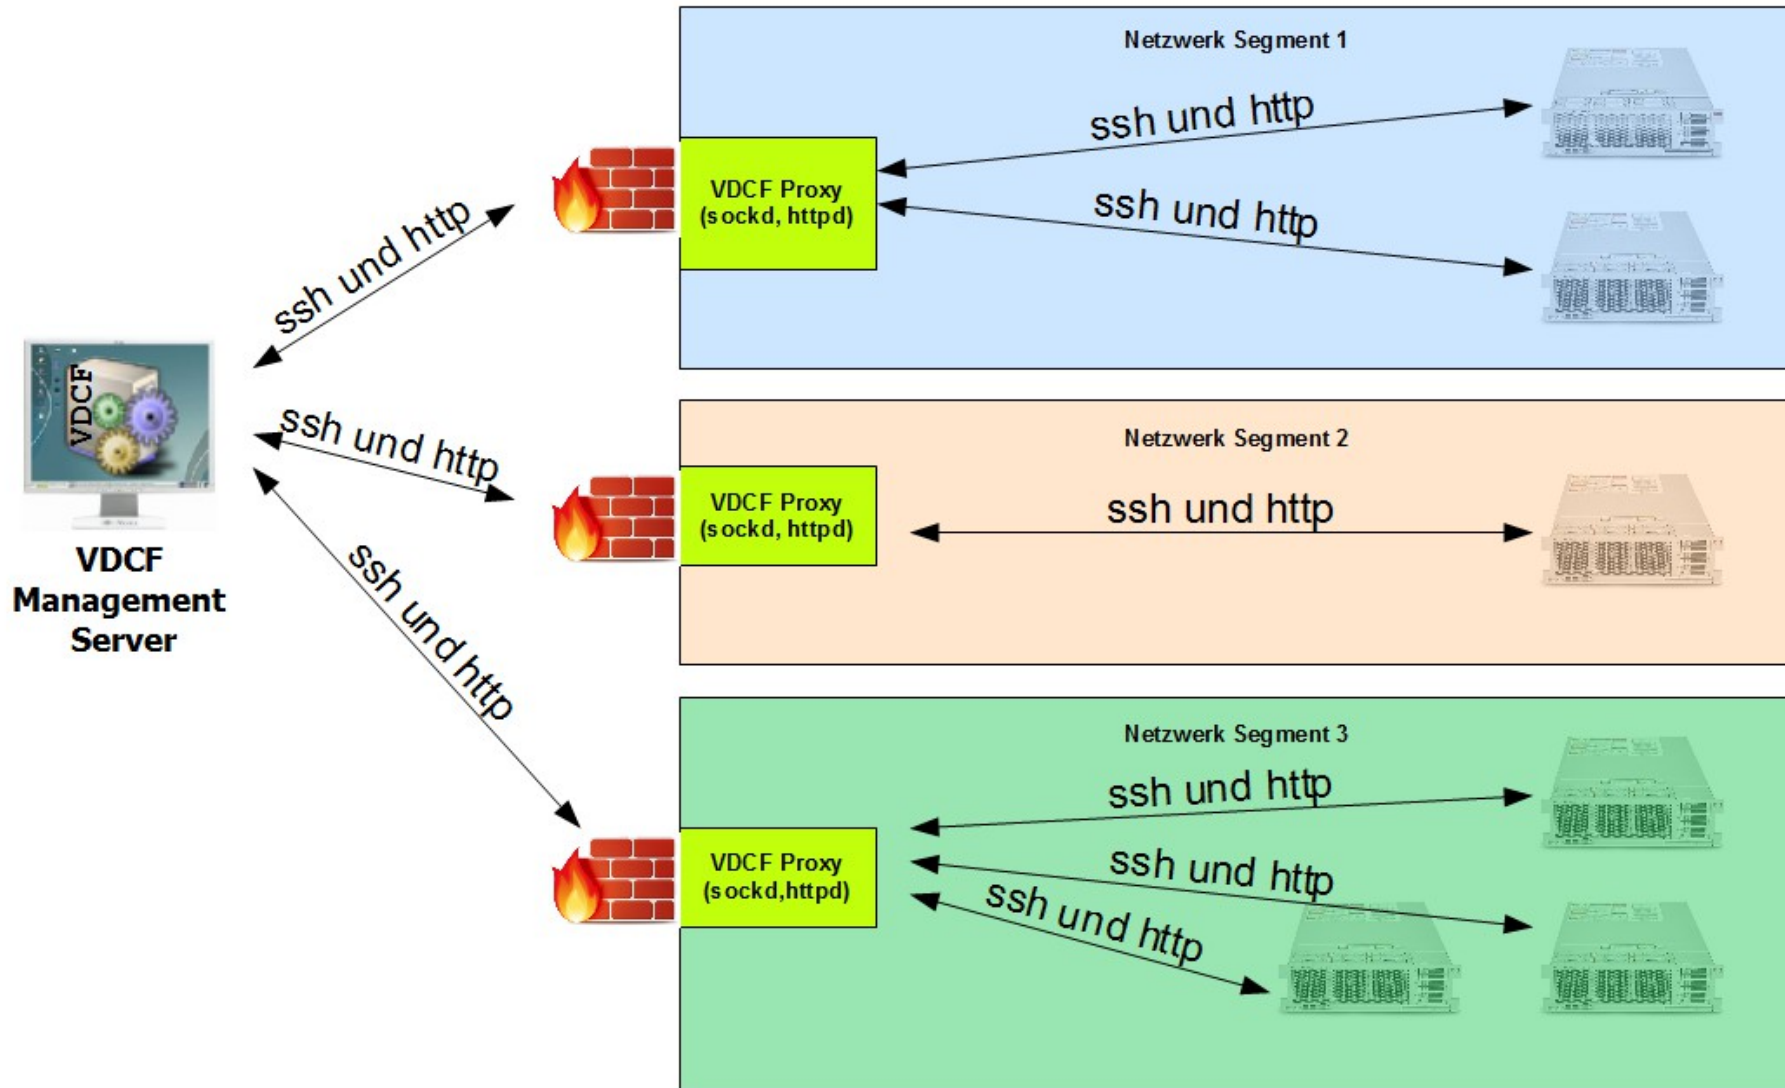 Netzwerk Segment 1
ssh und http
ssh und http
VDCF Proxy
(sockd, httpd)
ssh und http
VDCF
VDCF
Management
Server
ssh und http
Netzwerk Segment 2
VDCF Proxy
(sockd, httpd)
ssh und http
ssh und http
Netzwerk Segment 3
VDCF Proxy
(sockd,httpd)
ssh und http
ssh und http
ssh und http